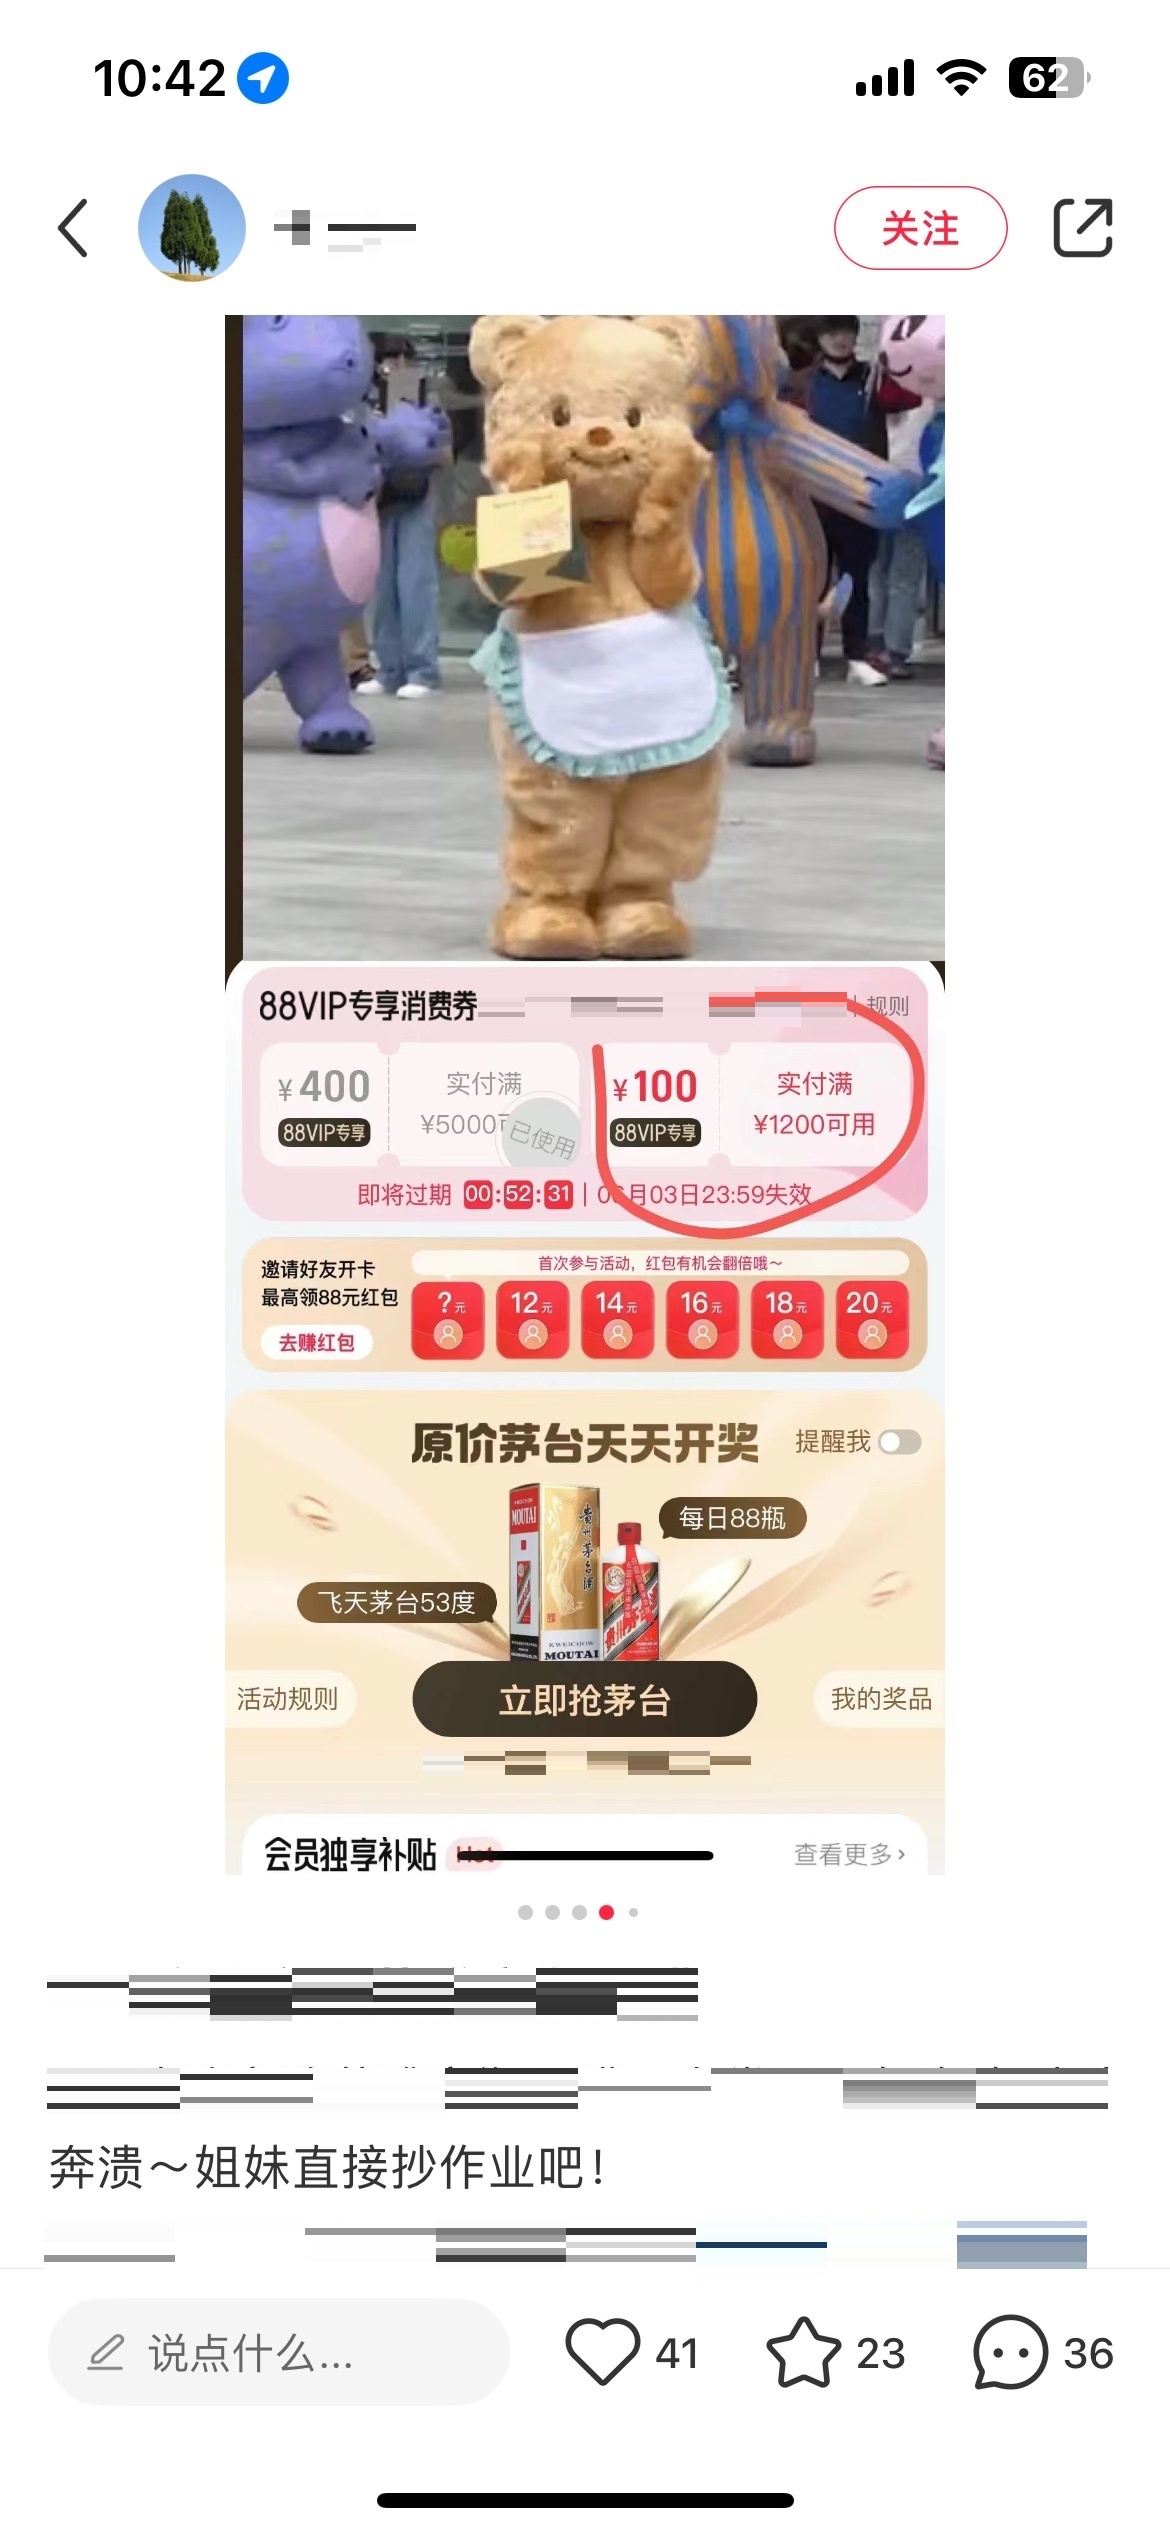 10:42
62
关注
88VIP专享消费券
规则
¥400
88VIP专享
实付满
¥5000
已使用
¥100
88VIP专享
实付满
¥1200可用
即将过期 00:52:31 | 月03日23:59失效
邀请好友开卡
最高领88元红包
去赚红包
首次参与活动，红包有机会翻倍哦～
?元
12元
14元
16元
18元
20元
原价茅台天天开奖
提醒我
每日88瓶
飞天茅台53度
MOUTAI
贵州茅台酒
KWEICHOW
MOUTAI
活动规则
立即抢茅台
我的奖品
会员独享补贴
Hot
查看更多
奔溃～姐妹直接抄作业吧！
说点什么...
41
23
36